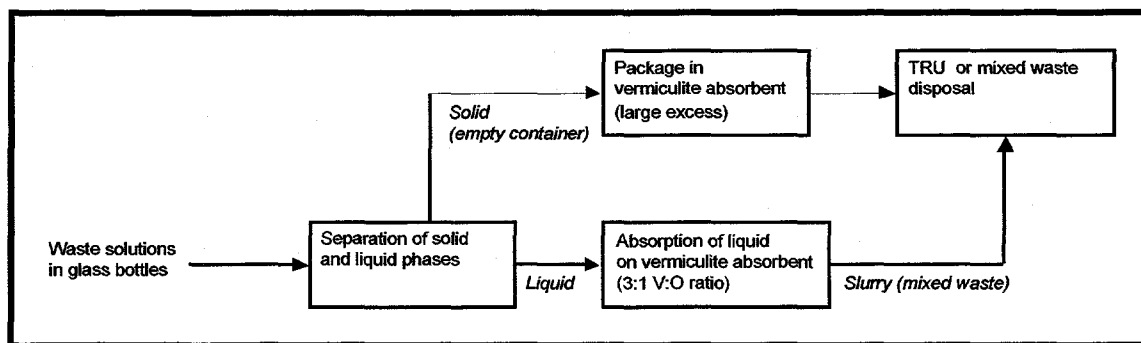 Package in
vermiculite absorbent
(large excess)
TRU or mixed waste
disposal
Solid
(empty container)
Waste solutions
in glass bottles
Separation of solid
and liquid phases
Liquid
Absorption of liquid
on vermiculite absorbent
(3:1 V:O ratio)
Slurry (mixed waste)